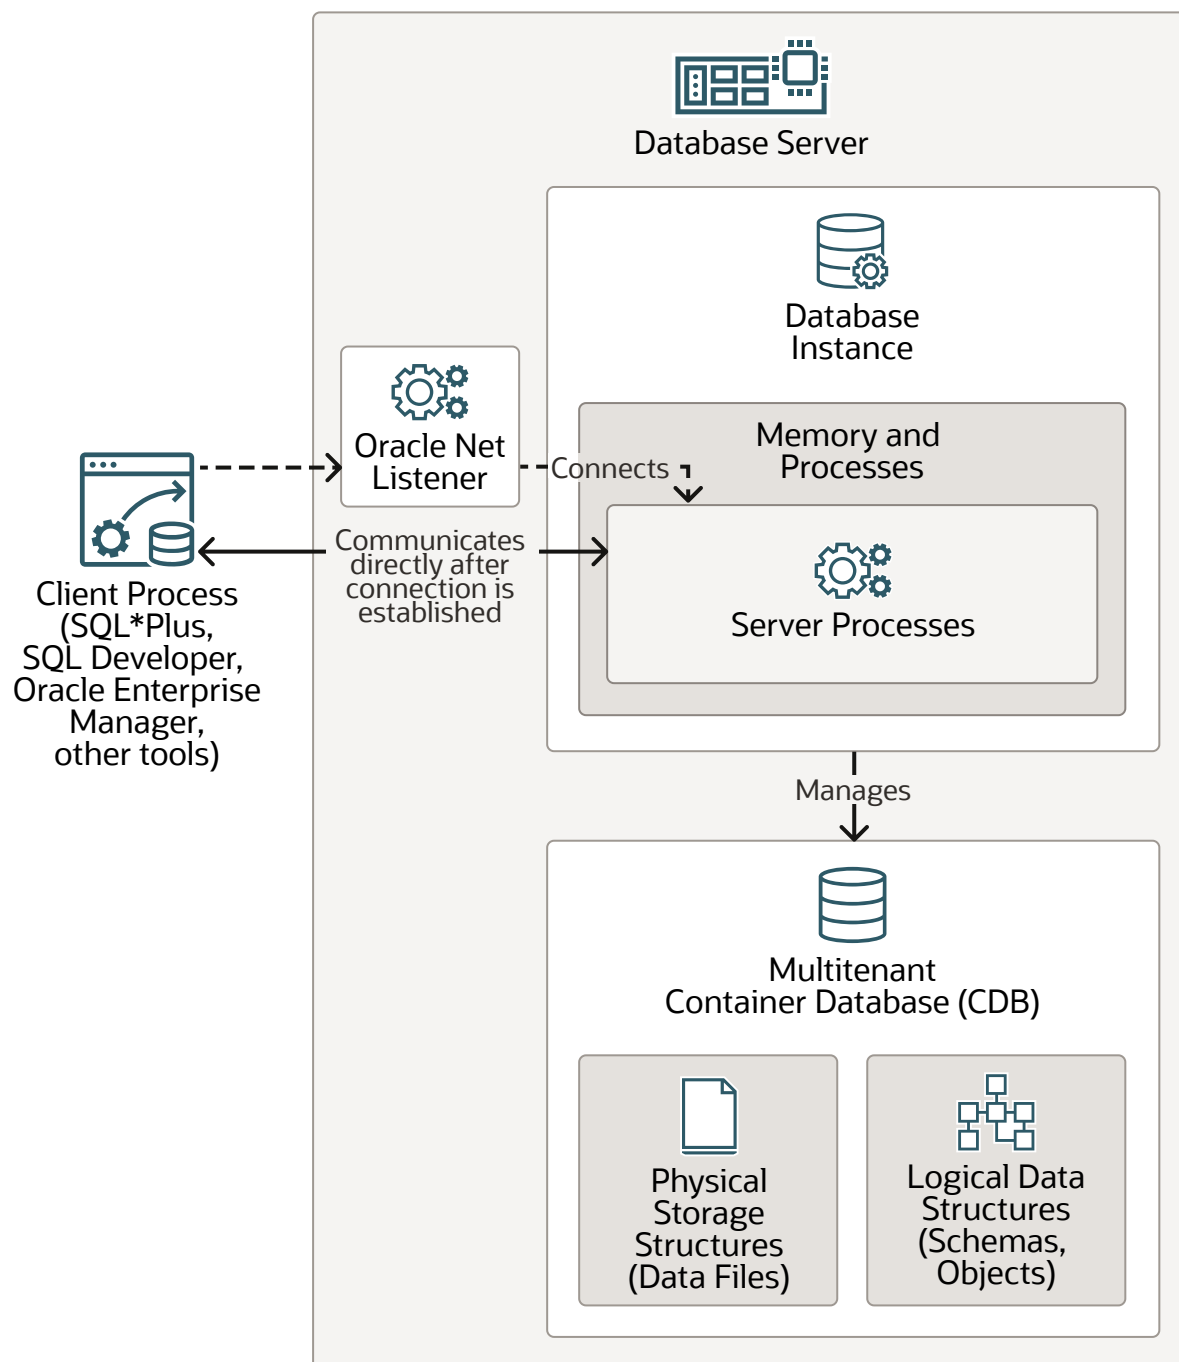 Database Server
Database
Instance
Oracle Net
Listener
Connects
Memory and
Processes
Communicates
directly after
connection is
established
Server Processes
Client Process
(SQL*Plus,
SQL Developer,
Oracle Enterprise
Manager,
other tools)
Manages
Multitenant
Container Database (CDB)
Physical
Storage
Structures
(Data Files)
Logical Data
Structures
(Schemas,
Objects)